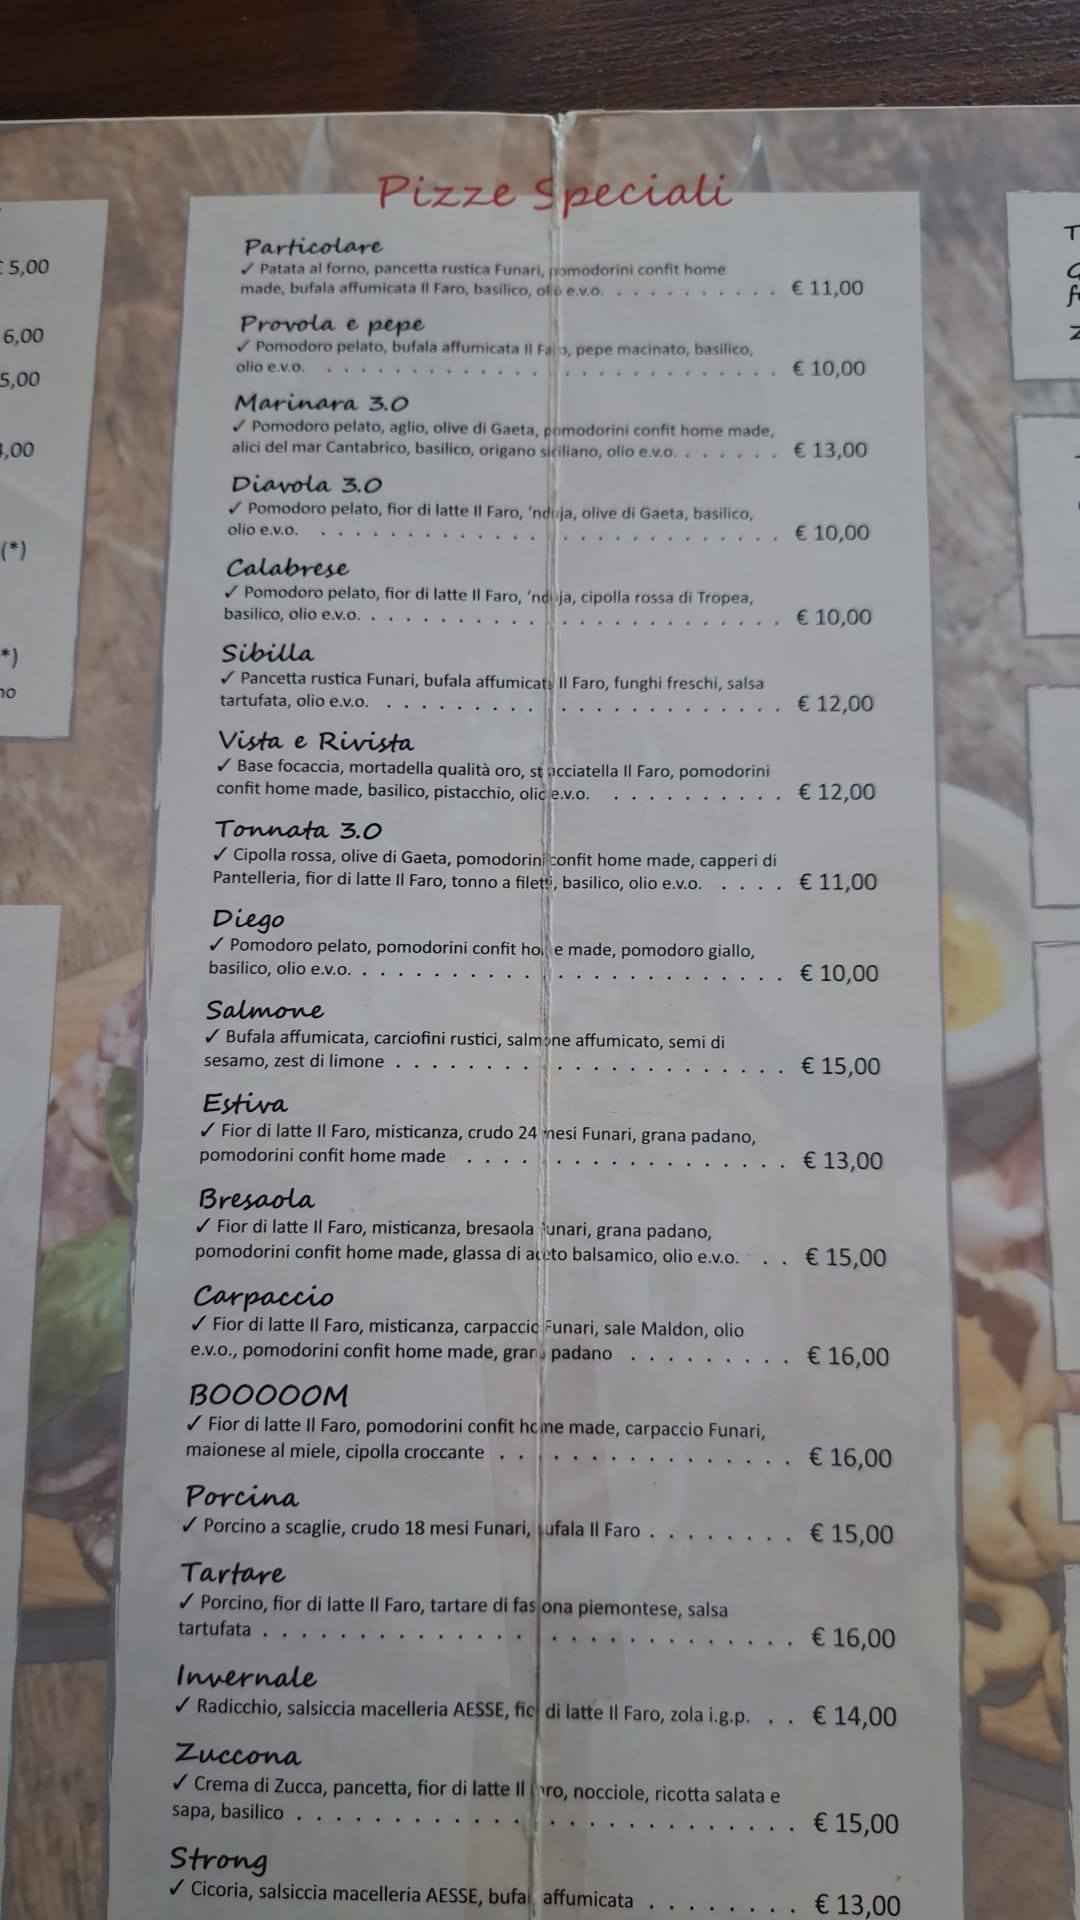 Pizze Speciali
Particolare
✓ Patata al forno, pancetta rustica Funari, pomodorini confit home
made, bufala affumicata Il Faro, basilico, olio e.v.o. . . . . . . . . . . . € 11,00
Provola e pepe
✓ Pomodoro pelato, bufala affumicata Il Faro, pepe macinato, basilico,
olio e.v.o. . . . . . . . . . . . . . . . . . . . . . . . . . . . € 10,00
Marinara 3.0
✓ Pomodoro pelato, aglio, olive di Gaeta, pomodorini confit home made,
alici del mar Cantabrico, basilico, origano siciliano, olio e.v.o. . . . . . . € 13,00
Diavola 3.0
✓ Pomodoro pelato, fior di latte Il Faro, 'nduja, olive di Gaeta, basilico,
olio e.v.o. . . . . . . . . . . . . . . . . . . . . . . . . . . . € 10,00
Calabrese
✓ Pomodoro pelato, fior di latte Il Faro, 'nduja, cipolla rossa di Tropea,
basilico, olio e.v.o. . . . . . . . . . . . . . . . . . . . . . . . . € 10,00
Sibilla
✓ Pancetta rustica Funari, bufala affumicata Il Faro, funghi freschi, salsa
tartufata, olio e.v.o. . . . . . . . . . . . . . . . . . . . . . . . € 12,00
Vista e Rivista
✓ Base focaccia, mortadella qualità oro, stracciatella Il Faro, pomodorini
confit home made, basilico, pistacchio, olio e.v.o. . . . . . . . . . . € 12,00
Tonnata 3.0
✓ Cipolla rossa, olive di Gaeta, pomodorini confit home made, capperi di
Pantelleria, fior di latte Il Faro, tonno a filetti, basilico, olio e.v.o. . . . . € 11,00
Diego
✓ Pomodoro pelato, pomodorini confit home made, pomodoro giallo,
basilico, olio e.v.o. . . . . . . . . . . . . . . . . . . . . . . . . € 10,00
Salmone
✓ Bufala affumicata, carciofini rustici, salmone affumicato, semi di
sesamo, zest di limone . . . . . . . . . . . . . . . . . . . . . . € 15,00
Estiva
✓ Fior di latte Il Faro, misticanza, crudo 24 mesi Funari, grana padano,
pomodorini confit home made . . . . . . . . . . . . . . . . . . € 13,00
Bresaola
✓ Fior di latte Il Faro, misticanza, bresaola Funari, grana padano,
pomodorini confit home made, glassa di aceto balsamico, olio e.v.o. . . € 15,00
Carpaccio
✓ Fior di latte Il Faro, misticanza, carpaccio Funari, sale Maldon, olio
e.v.o., pomodorini confit home made, grana padano . . . . . . . . . € 16,00
BOOOOOM
✓ Fior di latte Il Faro, pomodorini confit home made, carpaccio Funari,
maionese al miele, cipolla croccante . . . . . . . . . . . . . . . . € 16,00
Porcina
✓ Porcino a scaglie, crudo 18 mesi Funari, bufala Il Faro . . . . . . . . € 15,00
Tartare
✓ Porcino, fior di latte Il Faro, tartare di fassona piemontese, salsa
tartufata . . . . . . . . . . . . . . . . . . . . . . . . . . . . € 16,00
Invernale
✓ Radicchio, salsiccia macelleria AESSE, fior di latte Il Faro, zola i.g.p. . . € 14,00
Zuccona
✓ Crema di Zucca, pancetta, fior di latte Il Faro, nocciole, ricotta salata e
sapa, basilico . . . . . . . . . . . . . . . . . . . . . . . . . . € 15,00
Strong
✓ Cicoria, salsiccia macelleria AESSE, bufala affumicata . . . . . . . . € 13,00
€ 5,00
6,00
5,00
,00
(*)
*)